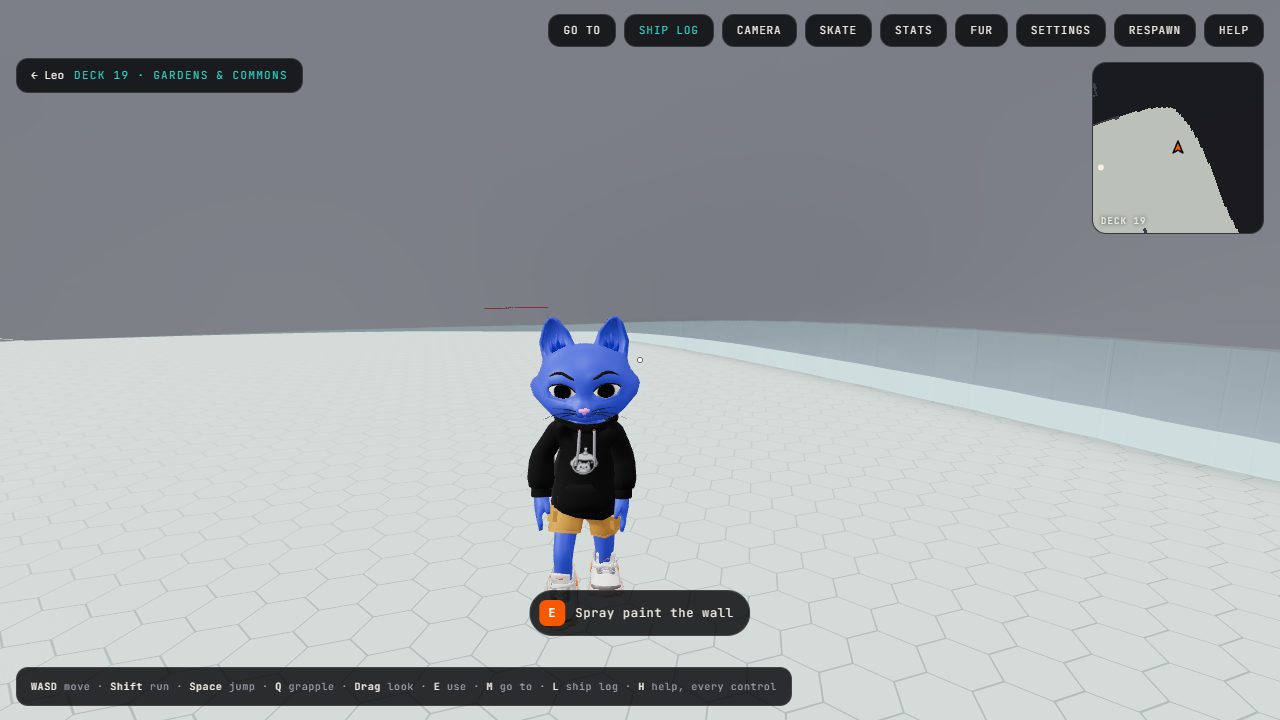 GO TO
SHIP LOG
CAMERA
SKATE
STATS
FUR
SETTINGS
RESPAWN
HELP
← Leo DECK 19 · GARDENS & COMMONS
DECK 19
E Spray paint the wall
WASD move · Shift run · Space jump · Q grapple · Drag look · E use · M go to · L ship log · H help, every control